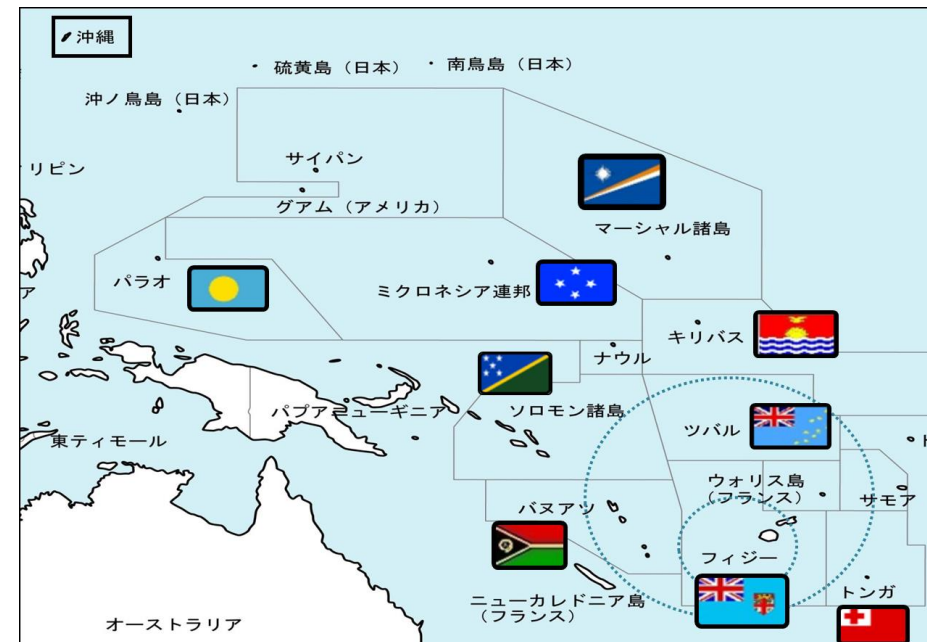 沖縄
硫黄島(日本)
南鳥島(日本)
沖ノ鳥島(日本)
サイパン
リピン
グアム(アメリカ)
マーシャル諸島
パラオ
ミクロネシア連邦
ア
キリバス
ナウル
パプアニューギニア
ソロモン諸島
ツバル
東ティモール
ウォリス島
(フランス)
サモア
バヌアツ
フィジー
トンガ
ニューカレドニア島
(フランス)
オーストラリア